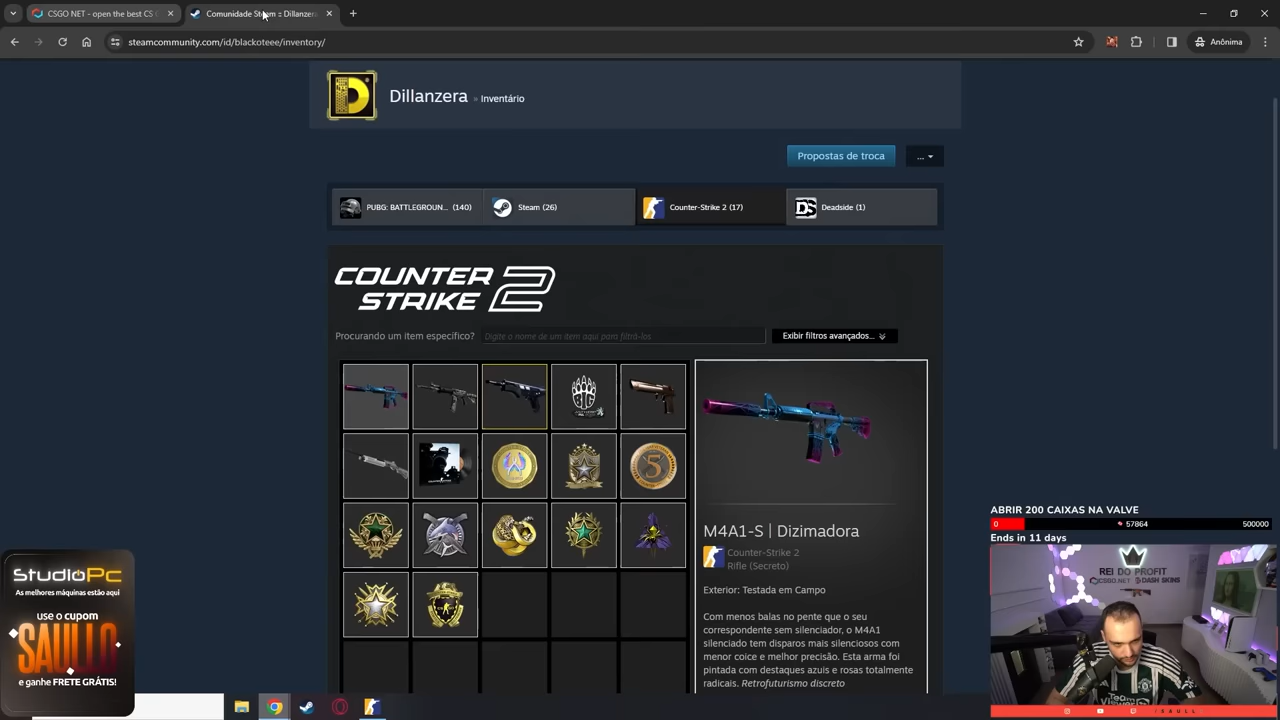 CSGO NET - open the best CS
Comunidade Steam :: Dillanzera
steamcommunity.com/id/blackoteee/inventory/
Anônima
Dillanzera » Inventário
Propostas de troca
...
PUBG: BATTLEGROUN... (140)
Steam (26)
Counter-Strike 2 (17)
Deadside (1)
COUNTER
STRIKE 2
Procurando um item específico?
Digite o nome de um item aqui para filtrá-los
Exibir filtros avançados...
M4A1-S | Dizimadora
Counter-Strike 2
Rifle (Secreto)
Exterior: Testada em Campo
Com menos balas no pente que o seu
correspondente sem silenciador, o M4A1
silenciado tem disparos mais silenciosos com
menor coice e melhor precisão. Esta arma foi
pintada com destaques azuis e rosas totalmente
radicais. Retrofuturismo discreto
ABRIR 200 CAIXAS NA VALVE
0
57864
500000
Ends in 11 days
REI DO PROFIT
CSGO.NET
DASH SKINS
StudioPc
As melhores máquinas estão aqui
use o cupom
SAULLO
e ganhe FRETE GRÁTIS!